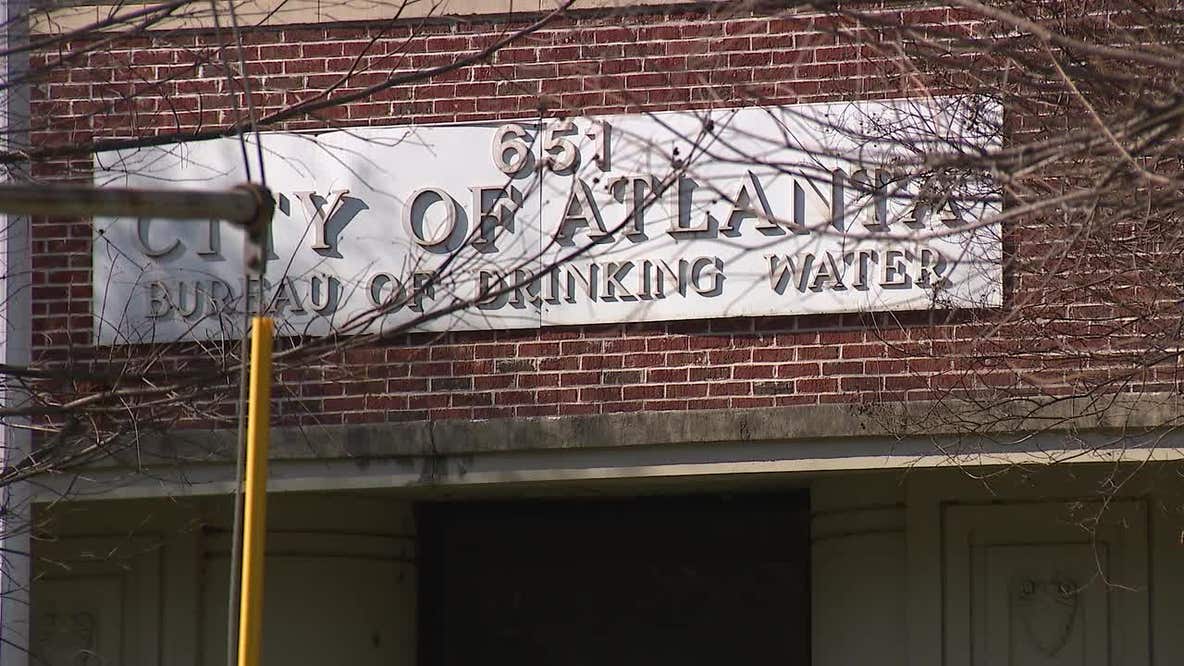 651
CITY OF ATLANTA
BUREAU OF DRINKING WATER